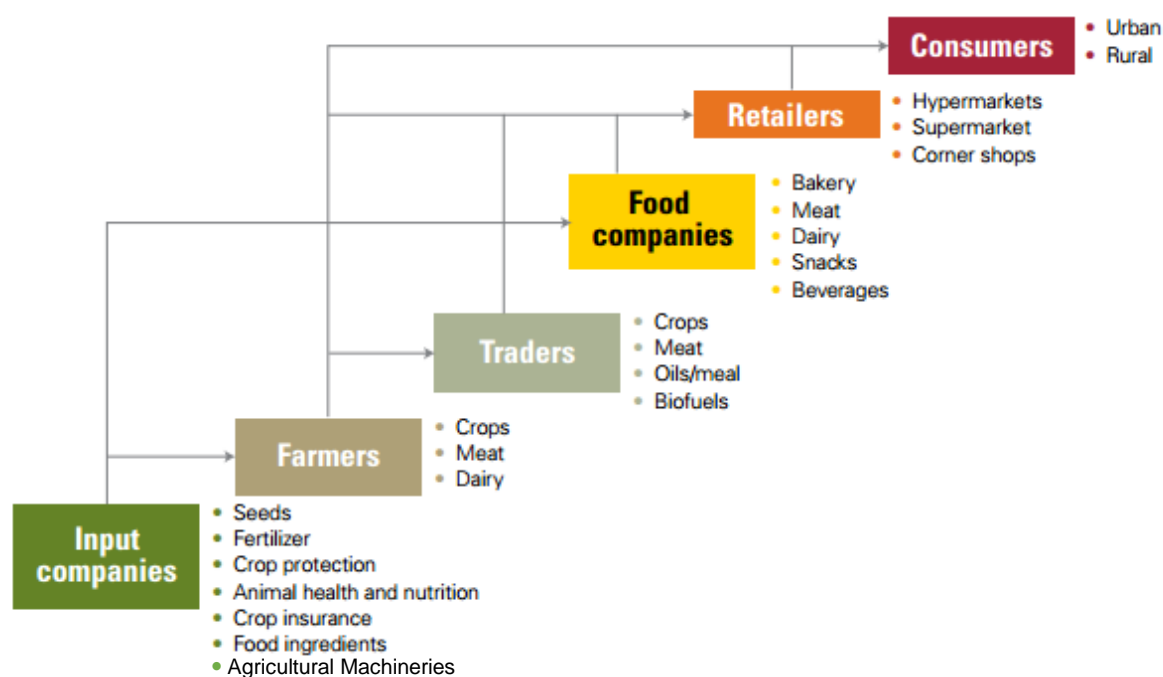 Consumers
• Urban
• Rural
Retailers
• Hypermarkets
• Supermarket
• Corner shops
Food
companies
• Bakery
• Meat
• Dairy
• Snacks
• Beverages
Traders
• Crops
• Meat
• Oils/meal
• Biofuels
Farmers
• Crops
• Meat
• Dairy
Input
companies
• Seeds
• Fertilizer
• Crop protection
• Animal health and nutrition
• Crop insurance
• Food ingredients
• Agricultural Machineries